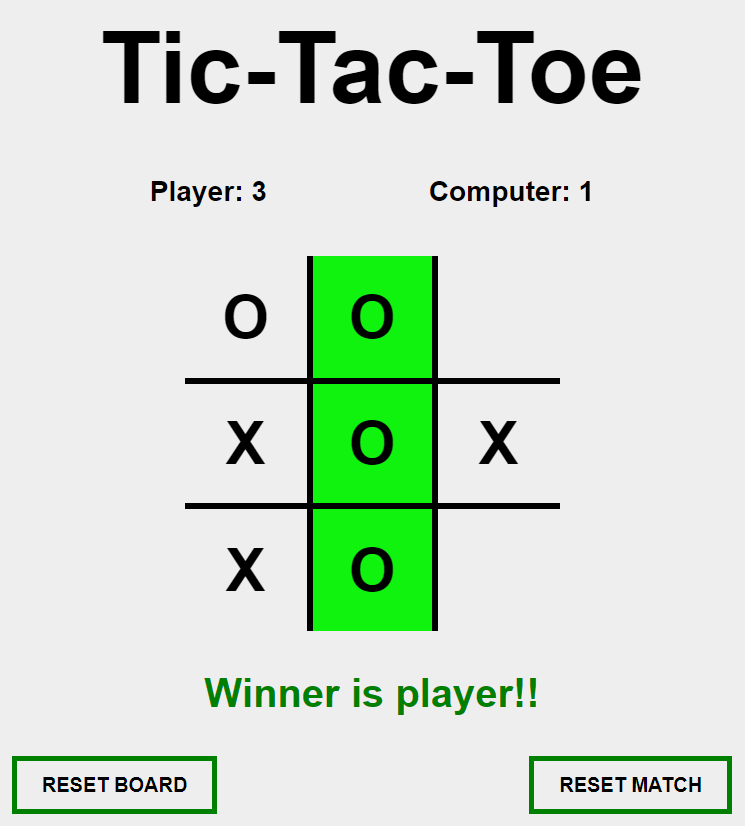 Tic-Tac-Toe
Player: 3 Computer: 1
O O
X O X
X O
Winner is player!!
RESET BOARD RESET MATCH